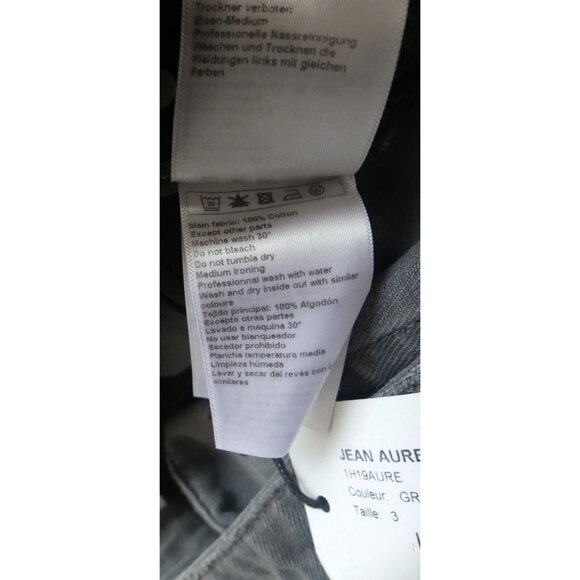 Trockner verboten
Eisen-Medium
Professionelle Nassreinigung
Waschen und Trocknen die
Kleidungen links mit gleichen
Farben
30
W
Main fabric: 100% Cotton
Except other parts
Machine wash 30°
Do not bleach
Do not tumble dry
Medium ironing
Professionnal wash with water
Wash and dry inside out with similar
colours
Tejido principal: 100% Algodón
Excepto otras partes
Lavado a maquina 30°
No usar blanqueador
Secador prohibido
Plancha temperatura media
Limpieza húmeda
Lavar y secar del revés con
similares
JEAN AURE
1H19AURE
Couleur: GR
Taille: 3